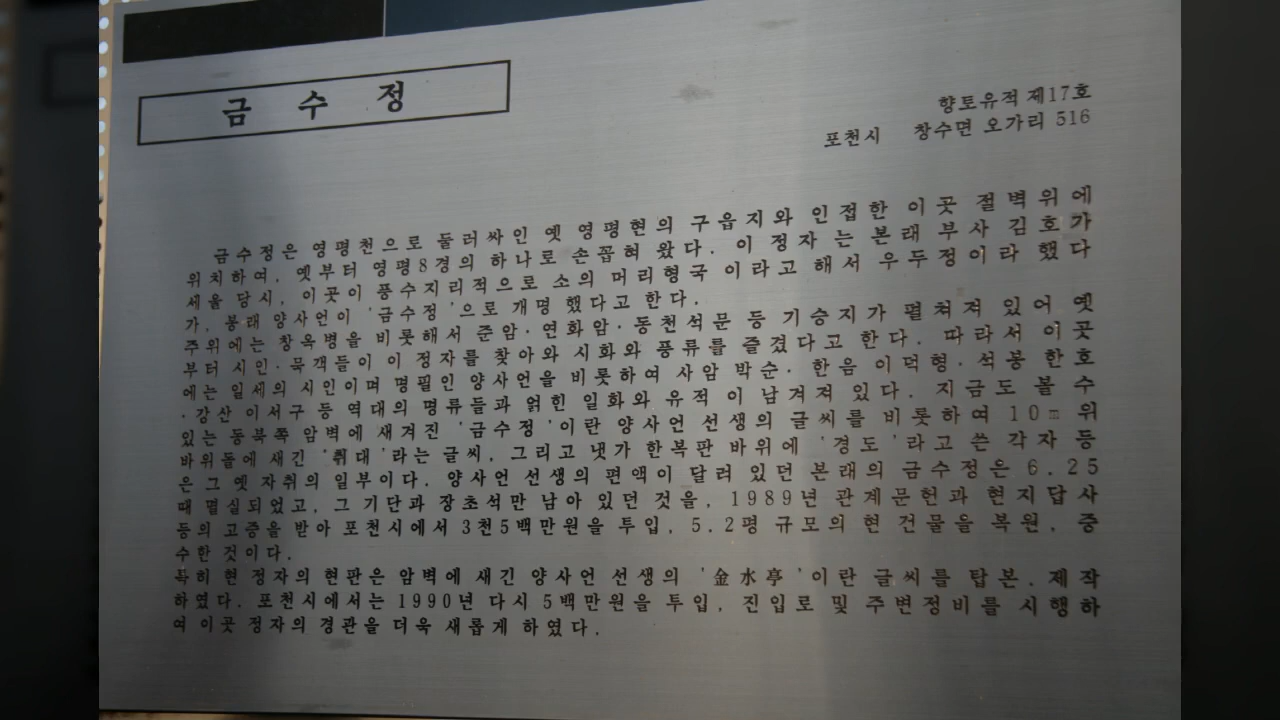 금 수 정
향토유적 제17호
포천시 창수면 오가리 516
금수정은 영평천으로 둘러싸인 옛 영평현의 구읍지와 인접한 이곳 절벽위에
위치하여, 옛부터 영평8경의 하나로 손꼽혀 왔다. 이 정자는 본래 부사 김호가
세울 당시, 이곳이 풍수지리적으로 소의 머리형국 이라고 해서 우두정이라 했다
가, 봉래 양사언이 '금수정'으로 개명 했다고 한다.
주위에는 창옥병을 비롯해서 준암·연화암·동천석문 등 기승지가 펼쳐져 있어 옛
부터 시인·묵객들이 이 정자를 찾아와 시화와 풍류를 즐겼다고 한다. 따라서 이곳
에는 일세의 시인이며 명필인 양사언을 비롯하여 사암 박순·한음 이덕형·석봉 한호
·강산 이서구 등 역대의 명류들과 얽힌 일화와 유적이 남겨져 있다. 지금도 볼 수
있는 동북쪽 암벽에 새겨진 '금수정'이란 양사언 선생의 글씨를 비롯하여 10m 위
바위돌에 새긴 '취대'라는 글씨, 그리고 냇가 한복판 바위에 '경도'라고 쓴 각자 등
은 그 옛 자취의 일부이다. 양사언 선생의 편액이 달려 있던 본래의 금수정은 6.25
때 멸실되었고, 그 기단과 장초석만 남아 있던 것을, 1989년 관계문헌과 현지답사
등의 고증을 받아 포천시에서 3천5백만원을 투입, 5.2평 규모의 현 건물을 복원, 중
수한 것이다.
특히 현 정자의 현판은 암벽에 새긴 양사언 선생의 '金水亭'이란 글씨를 탑본, 제작
하였다. 포천시에서는 1990년 다시 5백만원을 투입, 진입로 및 주변정비를 시행하
여 이곳 정자의 경관을 더욱 새롭게 하였다.